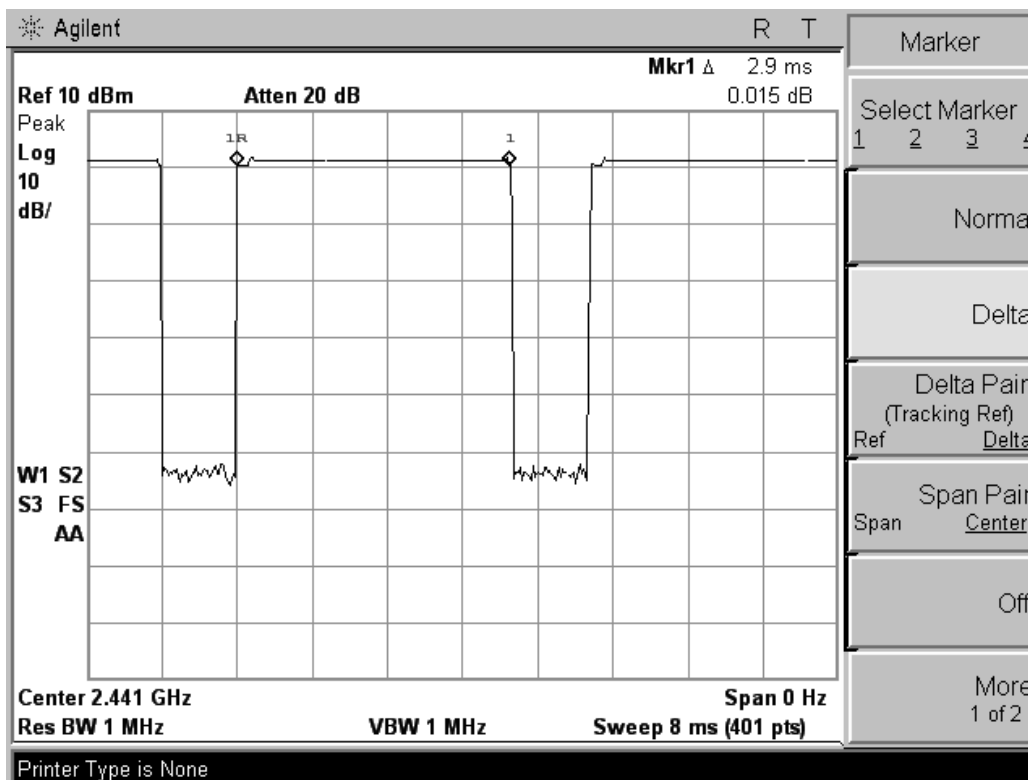 Agilent
R T
Mkr1 Δ 2.9 ms
Ref 10 dBm Atten 20 dB 0.015 dB
Peak
Log
10
dB/
1R
1
W1 S2
S3 FS
AA
Center 2.441 GHz Span 0 Hz
Res BW 1 MHz VBW 1 MHz Sweep 8 ms (401 pts)
Printer Type is None
Marker
Select Marker
1 2 3 4
Norma
Delta
Delta Pair
(Tracking Ref)
Ref Delta
Span Pair
Span Center
Off
More
1 of 2